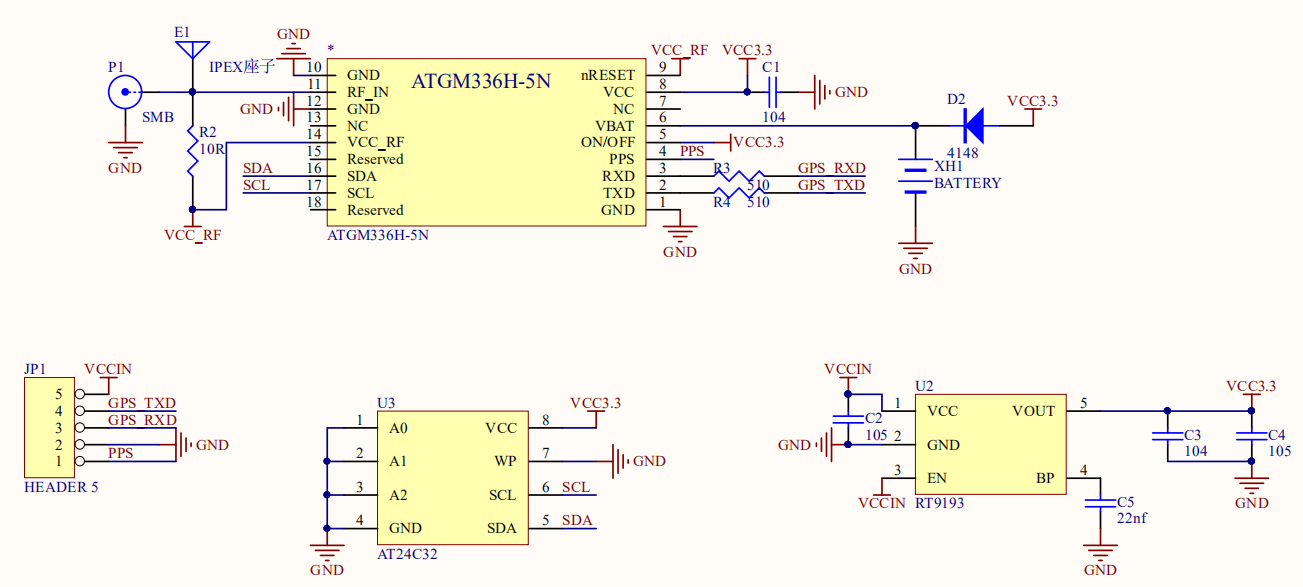 E1
GND
*
IPEX座子
P1
SMB
GND
R2
10R
VCC_RF
GND
SDA
SCL
ATGM336H-5N
10 GND
11 RF_IN
12 GND
13 NC
14 VCC_RF
15 Reserved
16 SDA
17 SCL
18 Reserved
nRESET 9
VCC 8
NC 7
VBAT 6
ON/OFF 5
PPS 4
RXD 3
TXD 2
GND 1
ATGM336H-5N
VCC_RF
VCC3.3
C1
104
GND
VCC3.3
PPS
R3 510 GPS_RXD
R4 510 GPS_TXD
GND
D2
4148
VCC3.3
XH1
BATTERY
GND
JP1
VCCIN
5
4 GPS_TXD
3 GPS_RXD
2 GND
1 PPS
HEADER 5
U3
1 A0 VCC 8 VCC3.3
2 A1 WP 7 GND
3 A2 SCL 6 SCL
4 GND SDA 5 SDA
AT24C32
GND
VCCIN
C2
105
GND
VCCIN
U2
1 VCC VOUT 5
2 GND
3 EN BP 4
RT9193
VCC3.3
C3
104
C4
105
GND
C5
22nf
GND